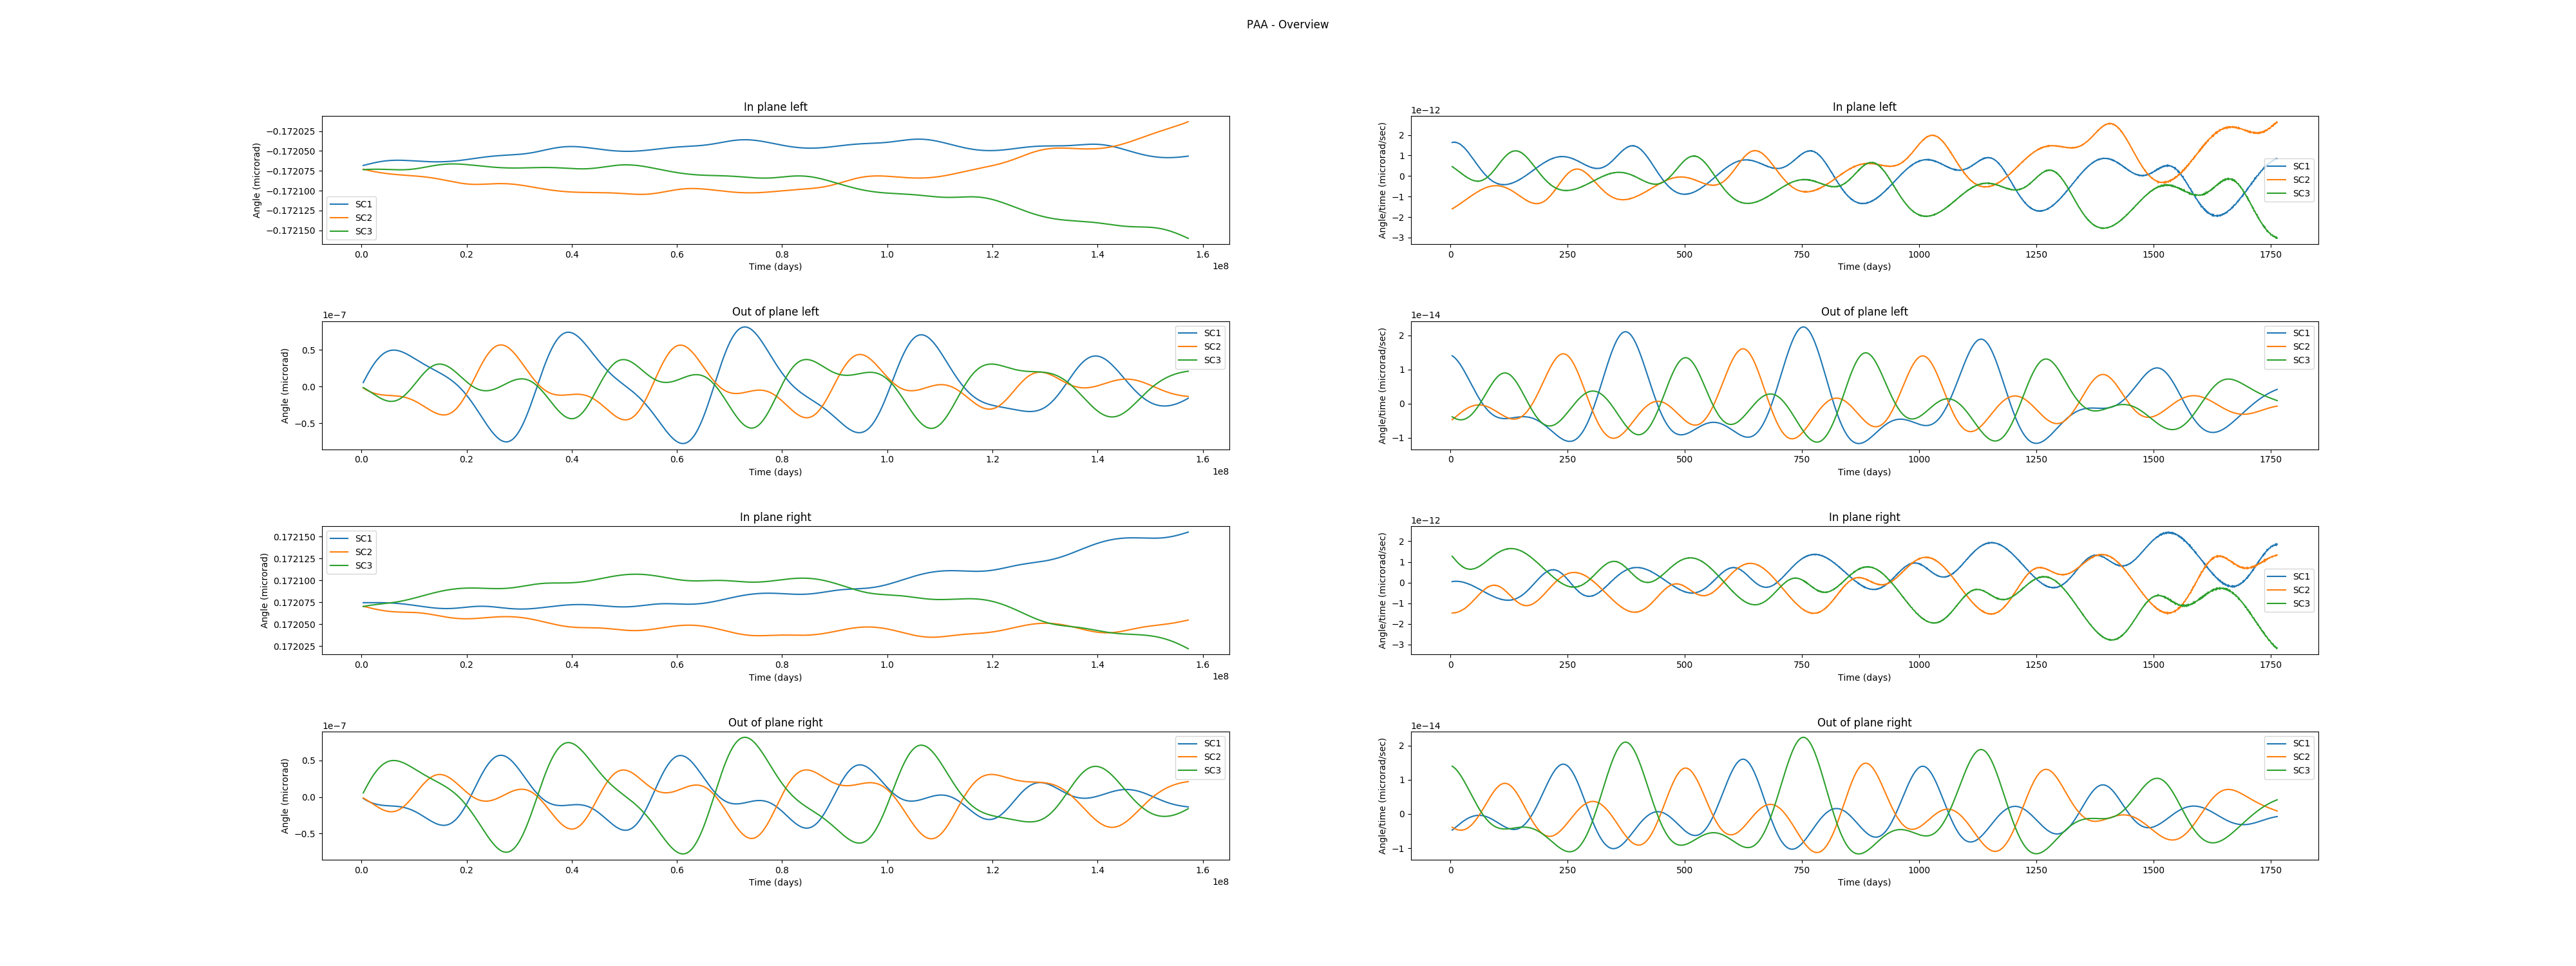 PAA - Overview
In plane left
Angle (microrad)
−0.172025
−0.172050
−0.172075
−0.172100
−0.172125
−0.172150
SC1
SC2
SC3
0.0 0.2 0.4 0.6 0.8 1.0 1.2 1.4 1.6
1e8
Time (days)
In plane left
1e−12
Angle/time (microrad/sec)
2
1
0
−1
−2
−3
SC1
SC2
SC3
0 250 500 750 1000 1250 1500 1750
Time (days)
Out of plane left
1e−7
Angle (microrad)
0.5
0.0
−0.5
SC1
SC2
SC3
0.0 0.2 0.4 0.6 0.8 1.0 1.2 1.4 1.6
1e8
Time (days)
Out of plane left
1e−14
Angle/time (microrad/sec)
2
1
0
−1
SC1
SC2
SC3
0 250 500 750 1000 1250 1500 1750
Time (days)
In plane right
Angle (microrad)
0.172150
0.172125
0.172100
0.172075
0.172050
0.172025
SC1
SC2
SC3
0.0 0.2 0.4 0.6 0.8 1.0 1.2 1.4 1.6
1e8
Time (days)
In plane right
1e−12
Angle/time (microrad/sec)
2
1
0
−1
−2
−3
SC1
SC2
SC3
0 250 500 750 1000 1250 1500 1750
Time (days)
Out of plane right
1e−7
Angle (microrad)
0.5
0.0
−0.5
SC1
SC2
SC3
0.0 0.2 0.4 0.6 0.8 1.0 1.2 1.4 1.6
1e8
Time (days)
Out of plane right
1e−14
Angle/time (microrad/sec)
2
1
0
−1
SC1
SC2
SC3
0 250 500 750 1000 1250 1500 1750
Time (days)